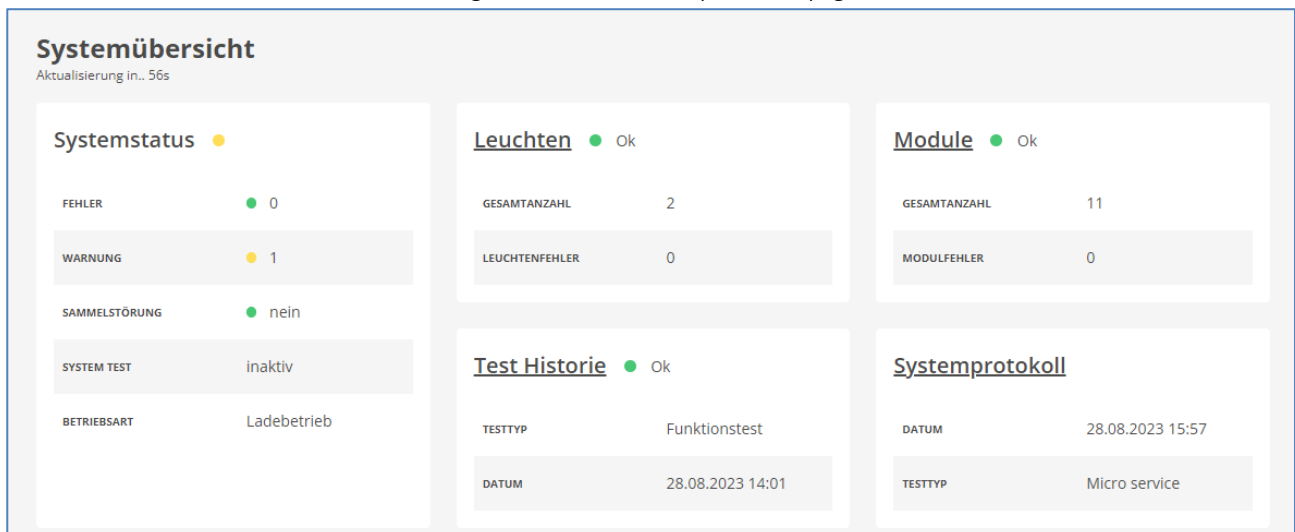 Systemübersicht
Aktualisierung in.. 56s
Systemstatus
FEHLER 0
WARNUNG 1
SAMMELSTÖRUNG nein
SYSTEM TEST inaktiv
BETRIEBSART Ladebetrieb
Leuchten Ok
GESAMTANZAHL 2
LEUCHTENFEHLER 0
Module Ok
GESAMTANZAHL 11
MODULFEHLER 0
Test Historie Ok
TESTTYP Funktionstest
DATUM 28.08.2023 14:01
Systemprotokoll
DATUM 28.08.2023 15:57
TESTTYP Micro service